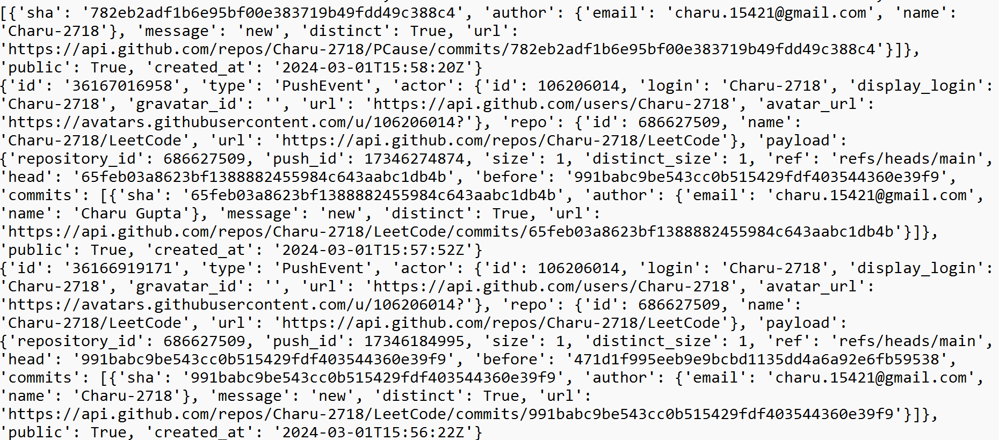 [{'sha': '782eb2adf1b6e95bf00e383719b49fdd49c388c4', 'author': {'email': 'charu.15421@gmail.com', 'name':
'Charu-2718'}, 'message': 'new', 'distinct': True, 'url':
'https://api.github.com/repos/Charu-2718/PCause/commits/782eb2adf1b6e95bf00e383719b49fdd49c388c4'}]},
'public': True, 'created_at': '2024-03-01T15:58:20Z'}
{'id': '36167016958', 'type': 'PushEvent', 'actor': {'id': 106206014, 'login': 'Charu-2718', 'display_login':
'Charu-2718', 'gravatar_id': '', 'url': 'https://api.github.com/users/Charu-2718', 'avatar_url':
'https://avatars.githubusercontent.com/u/106206014?'}, 'repo': {'id': 686627509, 'name':
'Charu-2718/LeetCode', 'url': 'https://api.github.com/repos/Charu-2718/LeetCode'}, 'payload':
{'repository_id': 686627509, 'push_id': 17346274874, 'size': 1, 'distinct_size': 1, 'ref': 'refs/heads/main',
'head': '65feb03a8623bf1388882455984c643aabc1db4b', 'before': '991babc9be543cc0b515429fdf403544360e39f9',
'commits': [{'sha': '65feb03a8623bf1388882455984c643aabc1db4b', 'author': {'email': 'charu.15421@gmail.com',
'name': 'Charu Gupta'}, 'message': 'new', 'distinct': True, 'url':
'https://api.github.com/repos/Charu-2718/LeetCode/commits/65feb03a8623bf1388882455984c643aabc1db4b'}]},
'public': True, 'created_at': '2024-03-01T15:57:52Z'}
{'id': '36166919171', 'type': 'PushEvent', 'actor': {'id': 106206014, 'login': 'Charu-2718', 'display_login':
'Charu-2718', 'gravatar_id': '', 'url': 'https://api.github.com/users/Charu-2718', 'avatar_url':
'https://avatars.githubusercontent.com/u/106206014?'}, 'repo': {'id': 686627509, 'name':
'Charu-2718/LeetCode', 'url': 'https://api.github.com/repos/Charu-2718/LeetCode'}, 'payload':
{'repository_id': 686627509, 'push_id': 17346184995, 'size': 1, 'distinct_size': 1, 'ref': 'refs/heads/main',
'head': '991babc9be543cc0b515429fdf403544360e39f9', 'before': '471d1f995eeb9e9bcbd1135dd4a6a92e6fb59538',
'commits': [{'sha': '991babc9be543cc0b515429fdf403544360e39f9', 'author': {'email': 'charu.15421@gmail.com',
'name': 'Charu-2718'}, 'message': 'new', 'distinct': True, 'url':
'https://api.github.com/repos/Charu-2718/LeetCode/commits/991babc9be543cc0b515429fdf403544360e39f9'}]},
'public': True, 'created_at': '2024-03-01T15:56:22Z'}